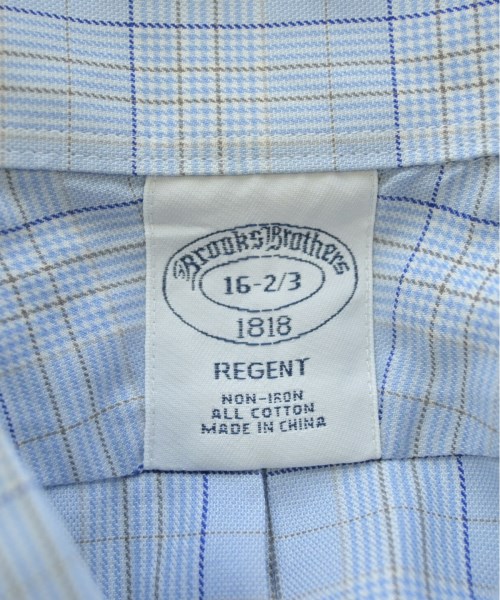 Brooks Brothers
16-2/3
1818
REGENT
NON-IRON
ALL COTTON
MADE IN CHINA